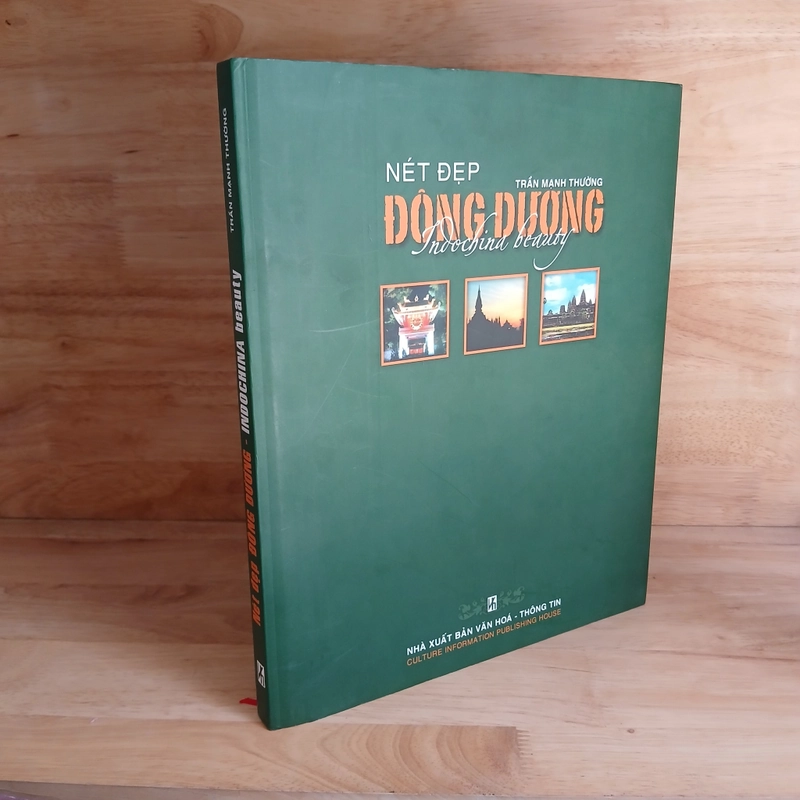 NÉT ĐẸP
TRẦN MẠNH THƯỜNG
ĐÔNG DƯƠNG
Indochina beauty
NHÀ XUẤT BẢN VĂN HOÁ - THÔNG TIN
CULTURE INFORMATION PUBLISHING HOUSE
TRẦN MẠNH THƯỜNG
Nét đẹp ĐÔNG DƯƠNG - INDOCHINA beauty